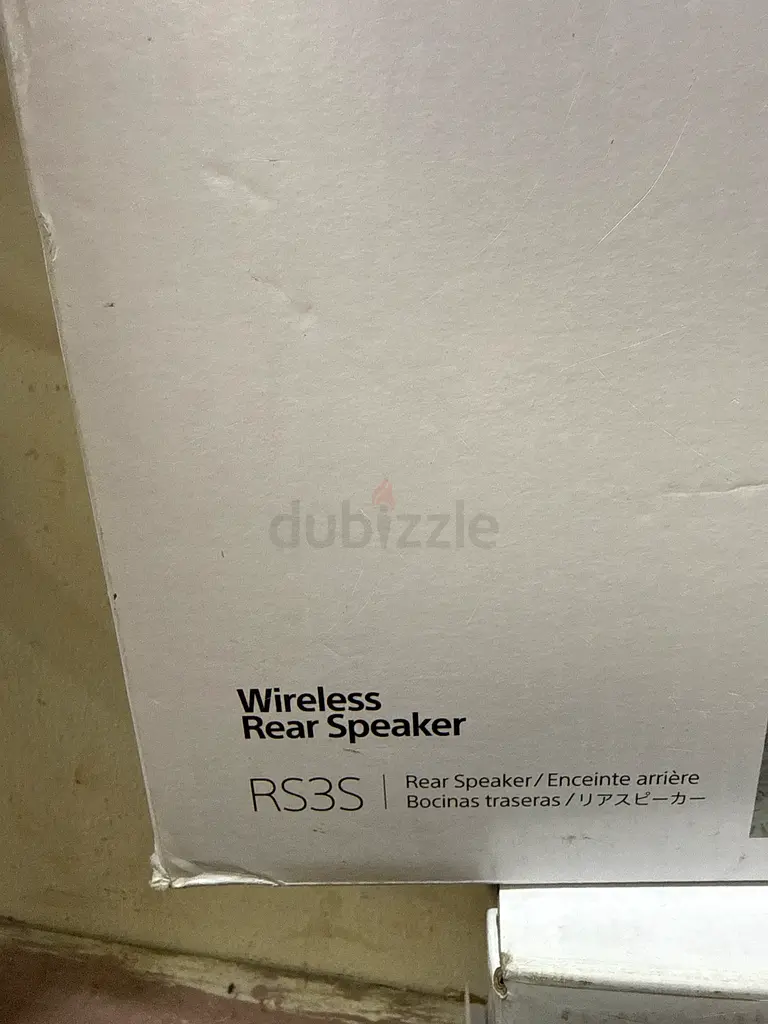 dubizzle
Wireless
Rear Speaker
RS3S
Rear Speaker/Enceinte arrière
Bocinas traseras/リアスピーカー